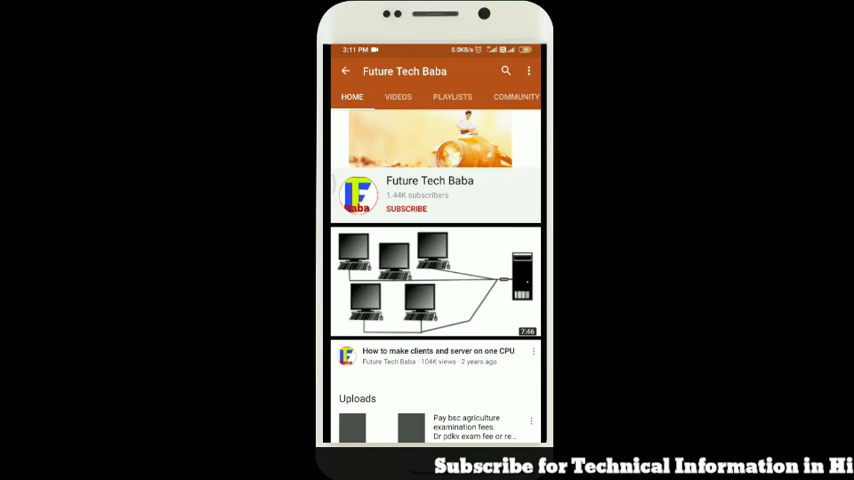 3:11 PM
0.0KB/s
Future Tech Baba
HOME VIDEOS PLAYLISTS COMMUNITY
Future Tech Baba
1.44K subscribers
SUBSCRIBE
Baba
7:46
How to make clients and server on one CPU
Future Tech Baba · 104K views · 2 years ago
Uploads
Pay bsc agriculture
examination fees.
Dr pdkv exam fee or re...
Subscribe for Technical Information in Hi